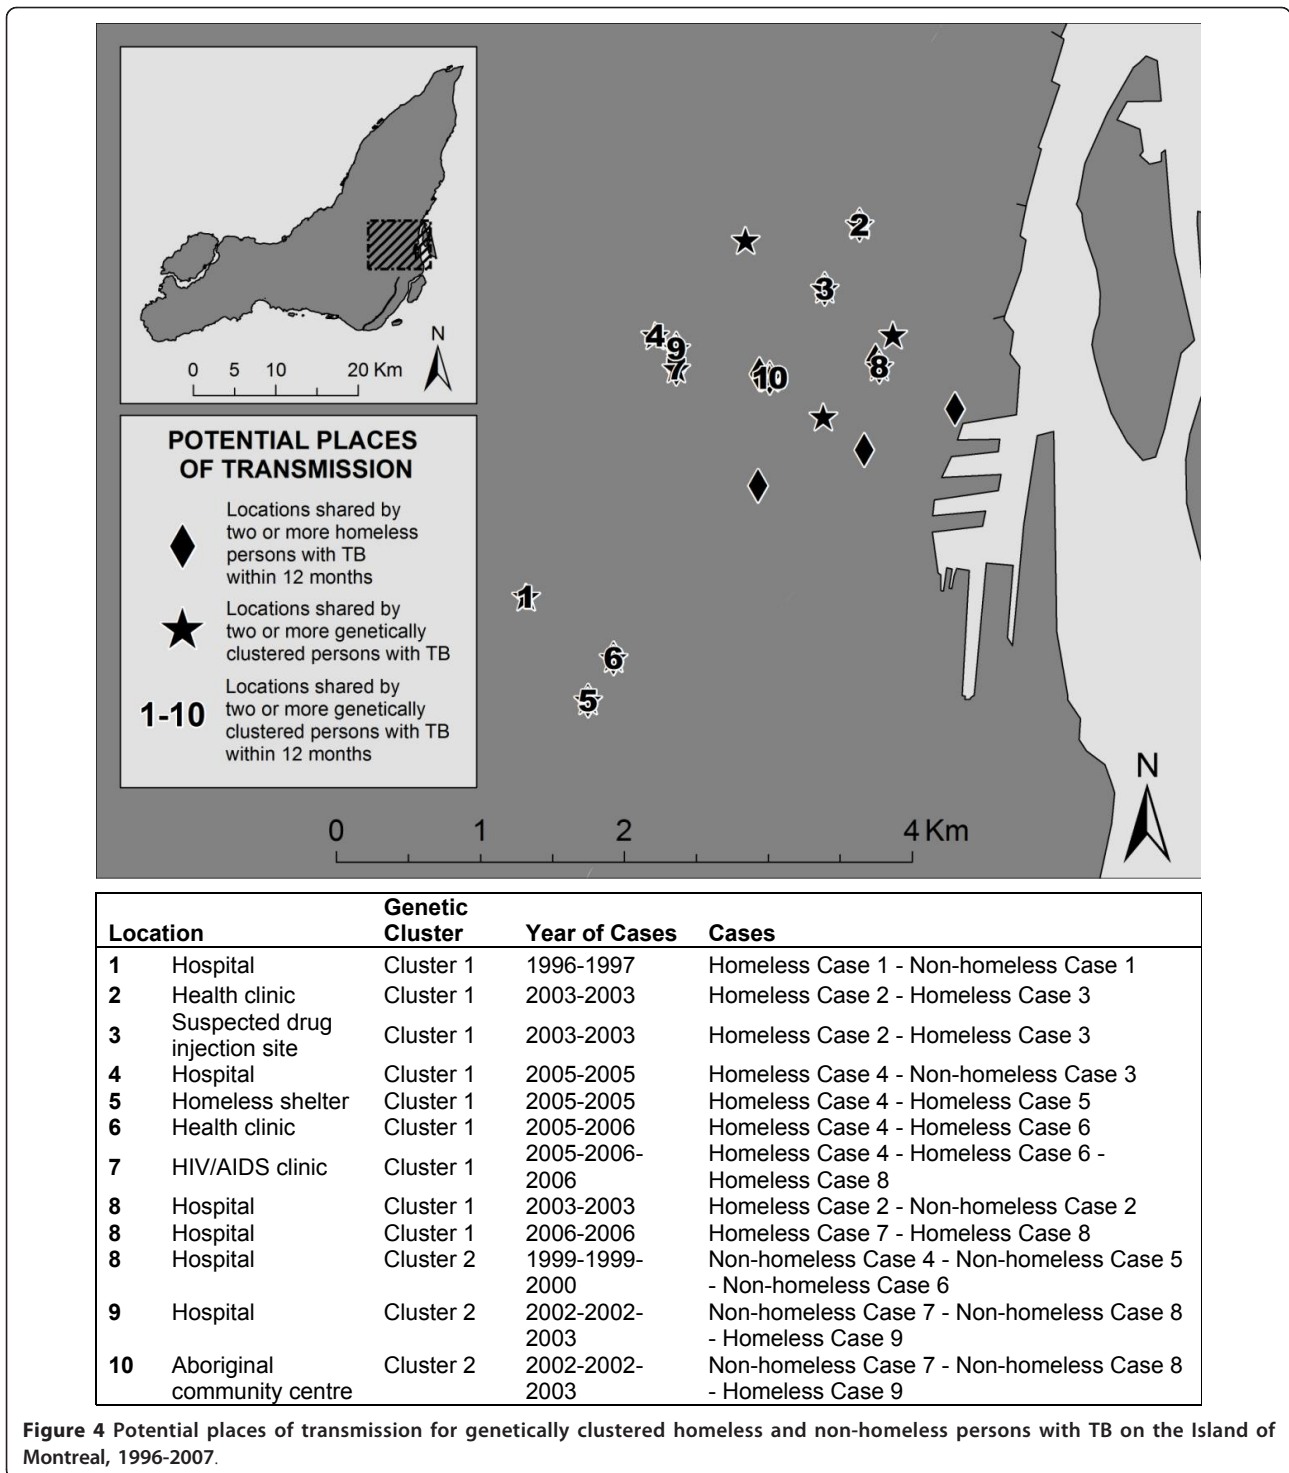 N
0 5 10 20 Km
POTENTIAL PLACES
OF TRANSMISSION
Locations shared by
two or more homeless
persons with TB
within 12 months
Locations shared by
two or more genetically
clustered persons with TB
1-10
Locations shared by
two or more genetically
clustered persons with TB
within 12 months
2
3
4
9
7
10
8
1
6
5
N
0 1 2 4 Km
Location Genetic Cluster Year of Cases Cases
1 Hospital Cluster 1 1996-1997 Homeless Case 1 - Non-homeless Case 1
2 Health clinic Cluster 1 2003-2003 Homeless Case 2 - Homeless Case 3
3 Suspected drug injection site Cluster 1 2003-2003 Homeless Case 2 - Homeless Case 3
4 Hospital Cluster 1 2005-2005 Homeless Case 4 - Non-homeless Case 3
5 Homeless shelter Cluster 1 2005-2005 Homeless Case 4 - Homeless Case 5
6 Health clinic Cluster 1 2005-2006 Homeless Case 4 - Homeless Case 6
7 HIV/AIDS clinic Cluster 1 2005-2006-2006 Homeless Case 4 - Homeless Case 6 - Homeless Case 8
8 Hospital Cluster 1 2003-2003 Homeless Case 2 - Non-homeless Case 2
8 Hospital Cluster 1 2006-2006 Homeless Case 7 - Homeless Case 8
8 Hospital Cluster 2 1999-1999-2000 Non-homeless Case 4 - Non-homeless Case 5 - Non-homeless Case 6
9 Hospital Cluster 2 2002-2002-2003 Non-homeless Case 7 - Non-homeless Case 8 - Homeless Case 9
10 Aboriginal community centre Cluster 2 2002-2002-2003 Non-homeless Case 7 - Non-homeless Case 8 - Homeless Case 9
Figure 4 Potential places of transmission for genetically clustered homeless and non-homeless persons with TB on the Island of
Montreal, 1996-2007.